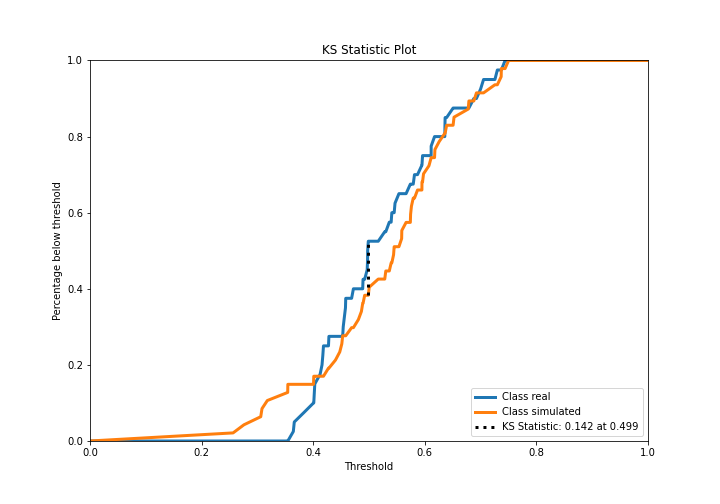 KS Statistic Plot
Percentage below threshold
1.0
0.8
0.6
0.4
0.2
0.0
0.0
0.2
0.4
0.6
0.8
1.0
Threshold
Class real
Class simulated
KS Statistic: 0.142 at 0.499